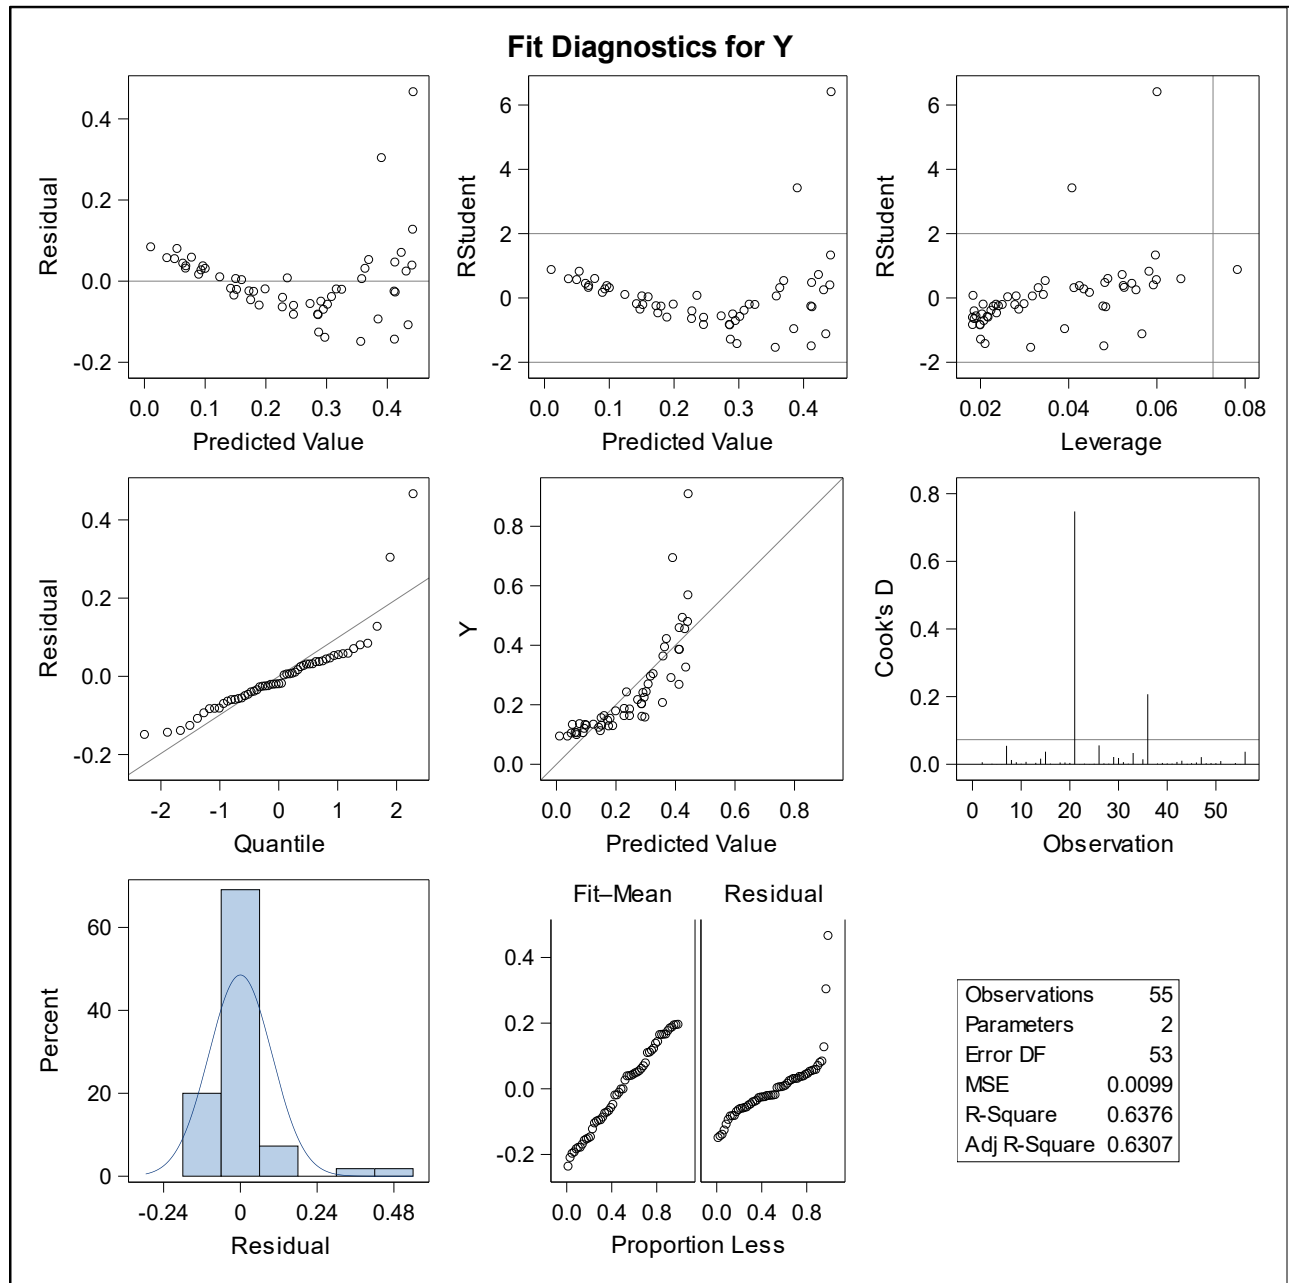 Fit Diagnostics for Y
Residual
0.4
0.2
0.0
-0.2
0.0 0.1 0.2 0.3 0.4
Predicted Value
RStudent
6
4
2
0
-2
0.0 0.1 0.2 0.3 0.4
Predicted Value
RStudent
6
4
2
0
-2
0.02 0.04 0.06 0.08
Leverage
Residual
0.4
0.2
0.0
-0.2
-2 -1 0 1 2
Quantile
Y
0.8
0.6
0.4
0.2
0.0
0.0 0.2 0.4 0.6 0.8
Predicted Value
Cook's D
0.8
0.6
0.4
0.2
0.0
0 10 20 30 40 50
Observation
Percent
60
40
20
0
-0.24 0 0.24 0.48
Residual
Fit–Mean Residual
0.4
0.2
0.0
-0.2
0.0 0.4 0.8 0.0 0.4 0.8
Proportion Less
Observations 55
Parameters 2
Error DF 53
MSE 0.0099
R-Square 0.6376
Adj R-Square 0.6307